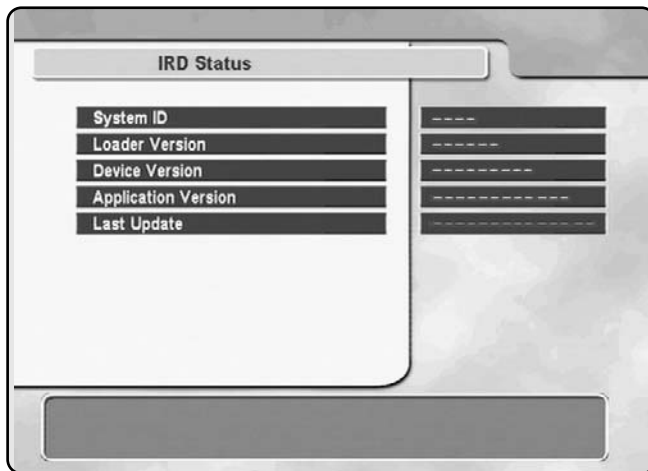 IRD Status
System ID ----
Loader Version ------
Device Version ---------
Application Version ------------
Last Update ---------------